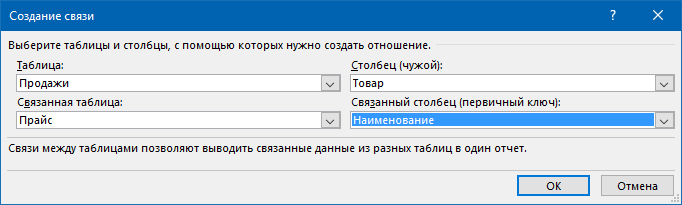 Создание связи
Выберите таблицы и столбцы, с помощью которых нужно создать отношение.
Таблица: Столбец (чужой):
Продажи Товар
Связанная таблица: Связанный столбец (первичный ключ):
Прайс Наименование
Связи между таблицами позволяют выводить связанные данные из разных таблиц в один отчет.
ОК Отмена